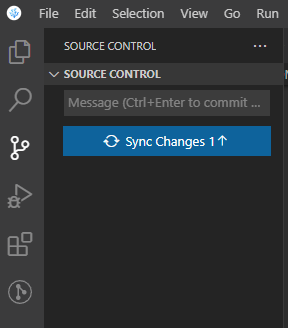 File Edit Selection View Go Run
SOURCE CONTROL ...
SOURCE CONTROL
Message (Ctrl+Enter to commit ...
Sync Changes 1↑